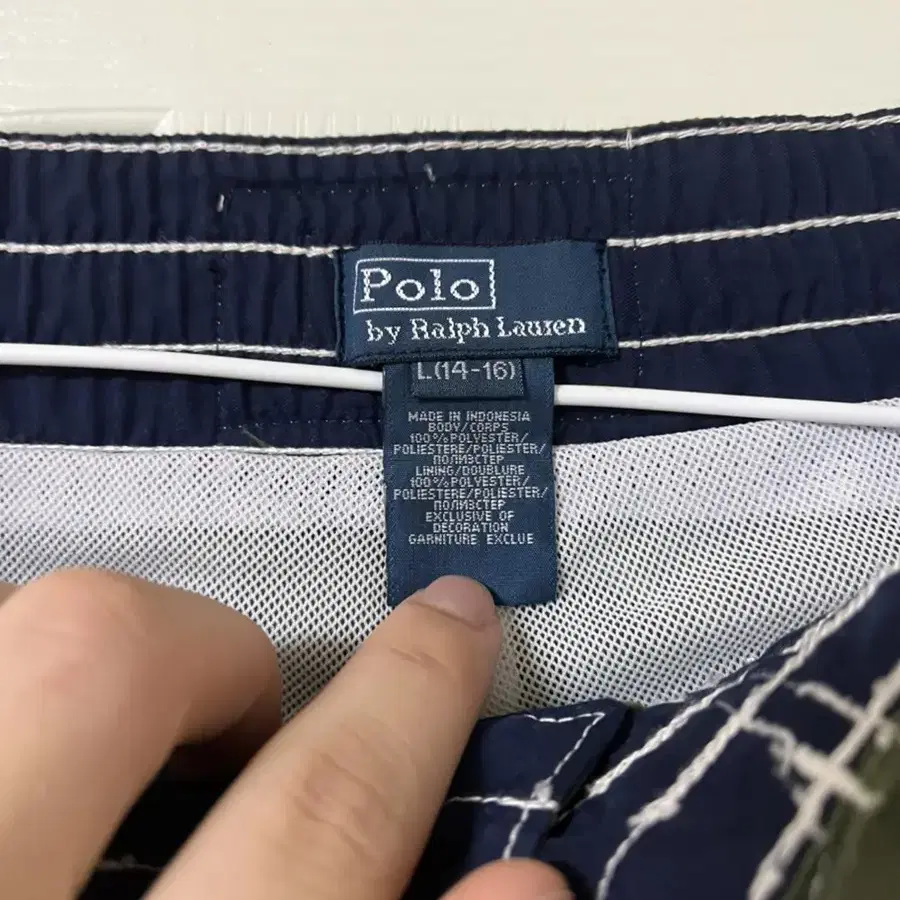 Polo
by Ralph Lauren
L(14-16)
MADE IN INDONESIA
BODY/CORPS
100%POLYESTER/
POLIESTERE/POLIESTER/
ПОЛИЭСТЕР
LINING/DOUBLURE
100%POLYESTER/
POLIESTERE/POLIESTER/
ПОЛИЭСТЕР
EXCLUSIVE OF
DECORATION
GARNITURE EXCLUE